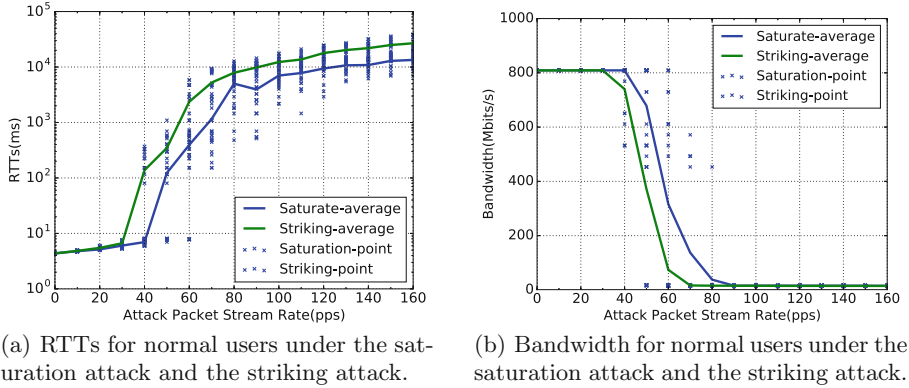 10^5
10^4
10^3
10^2
10^1
10^0
RTTs(ms)
0 20 40 60 80 100 120 140 160
Attack Packet Stream Rate(pps)
Saturate-average
Striking-average
Saturation-point
Striking-point
(a) RTTs for normal users under the sat-
uration attack and the striking attack.
1000
800
600
400
200
0
Bandwidth(Mbits/s)
0 20 40 60 80 100 120 140 160
Attack Packet Stream Rate(pps)
Saturate-average
Striking-average
Saturation-point
Striking-point
(b) Bandwidth for normal users under the
saturation attack and the striking attack.